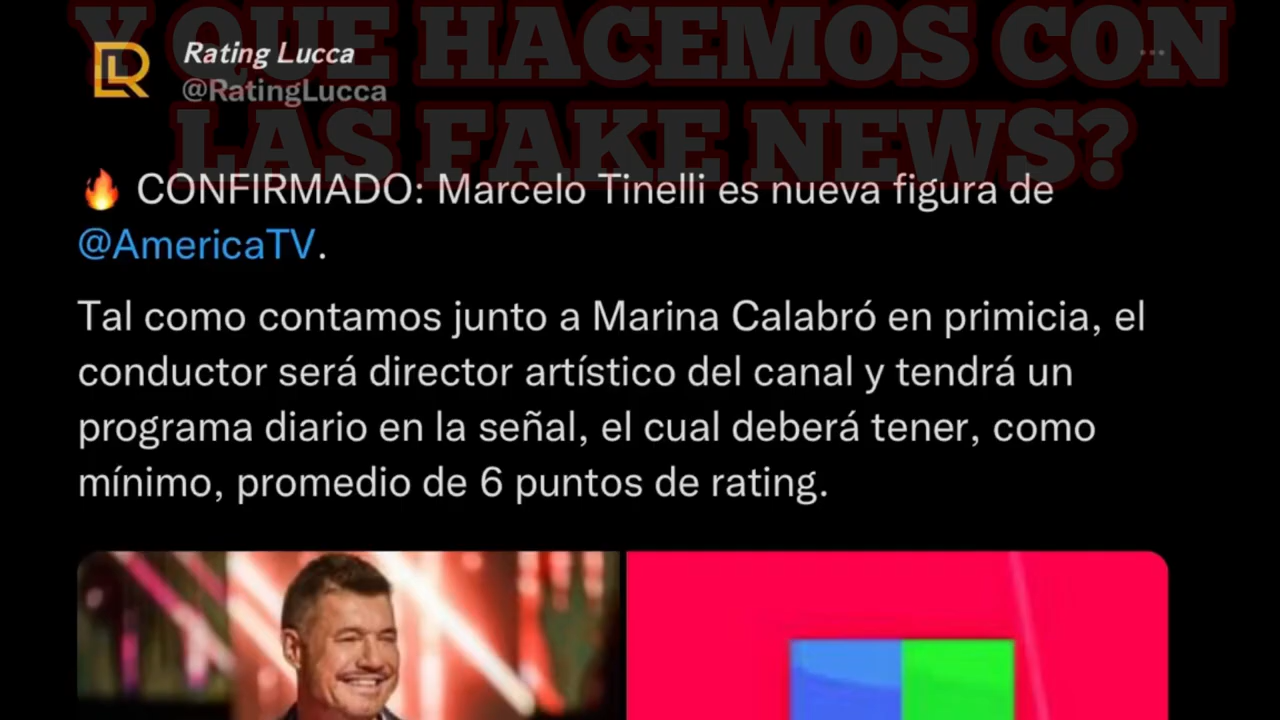 Y QUE HACEMOS CON
LAS FAKE NEWS?
Rating Lucca
@RatingLucca
🔥 CONFIRMADO: Marcelo Tinelli es nueva figura de
@AmericaTV.
Tal como contamos junto a Marina Calabró en primicia, el
conductor será director artístico del canal y tendrá un
programa diario en la señal, el cual deberá tener, como
mínimo, promedio de 6 puntos de rating.